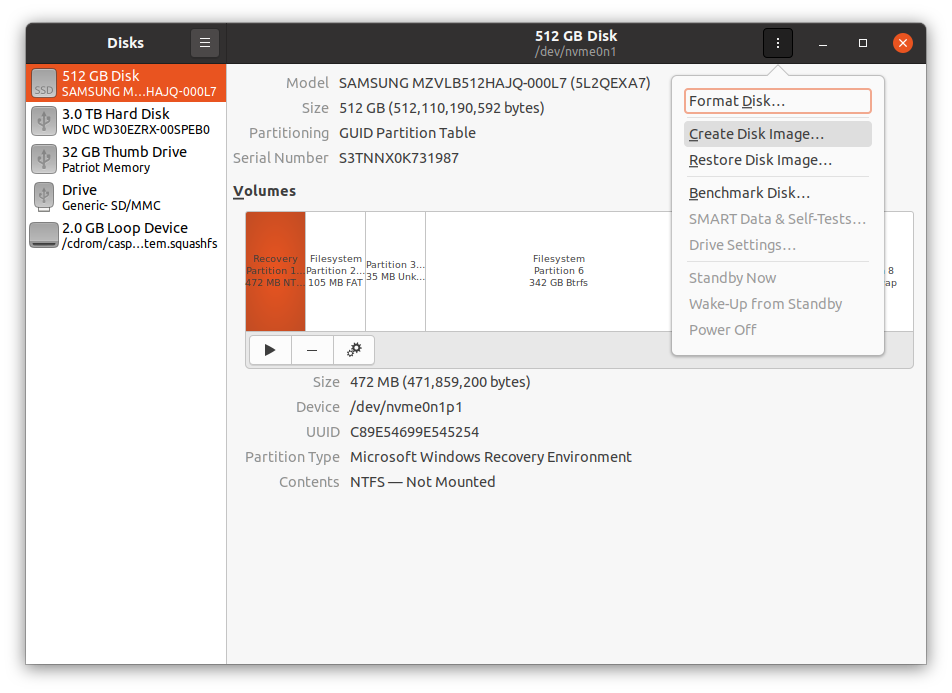 Disks
512 GB Disk
/dev/nvme0n1
SSD
512 GB Disk
SAMSUNG M...HAJQ-000L7
3.0 TB Hard Disk
WDC WD30EZRX-00SPEB0
32 GB Thumb Drive
Patriot Memory
Drive
Generic- SD/MMC
2.0 GB Loop Device
/cdrom/casp...tem.squashfs
Model SAMSUNG MZVLB512HAJQ-000L7 (5L2QEXA7)
Size 512 GB (512,110,190,592 bytes)
Partitioning GUID Partition Table
Serial Number S3TNNX0K731987
Volumes
Recovery
Partition 1...
472 MB NT...
Filesystem
Partition 2...
105 MB FAT
Partition 3...
35 MB Unk...
Filesystem
Partition 6
342 GB Btrfs
8
ap
Size 472 MB (471,859,200 bytes)
Device /dev/nvme0n1p1
UUID C89E54699E545254
Partition Type Microsoft Windows Recovery Environment
Contents NTFS — Not Mounted
Format Disk...
Create Disk Image...
Restore Disk Image...
Benchmark Disk...
SMART Data & Self-Tests...
Drive Settings...
Standby Now
Wake-Up from Standby
Power Off